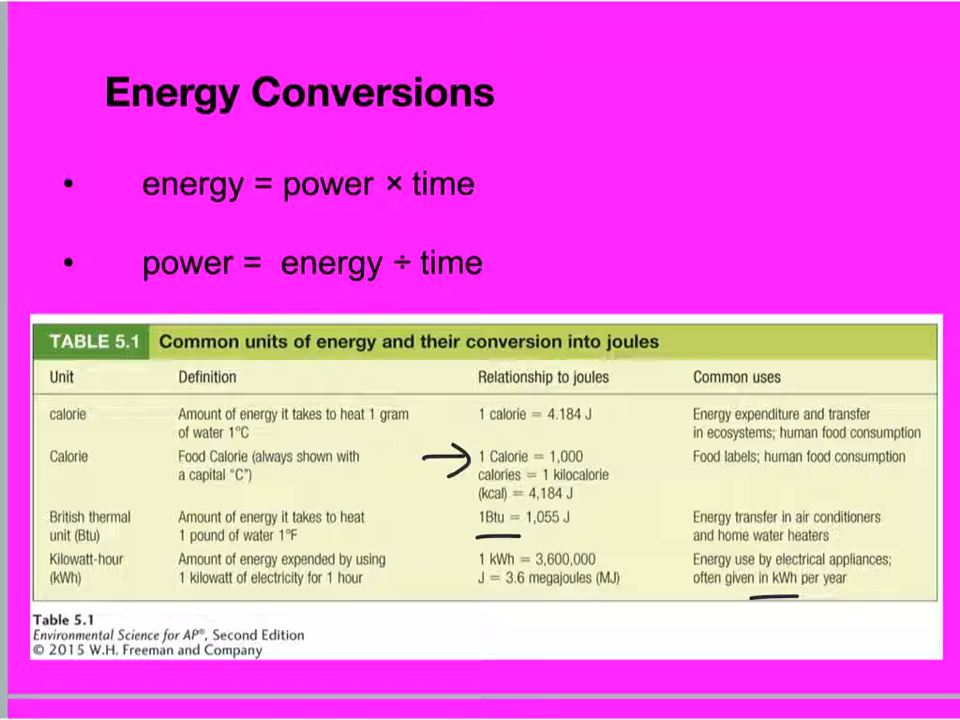 Energy Conversions
• energy = power × time
• power = energy ÷ time
TABLE 5.1 Common units of energy and their conversion into joules
Unit Definition Relationship to joules Common uses
calorie Amount of energy it takes to heat 1 gram of water 1°C 1 calorie = 4.184 J Energy expenditure and transfer in ecosystems; human food consumption
Calorie Food Calorie (always shown with a capital “C”) 1 Calorie = 1,000 calories = 1 kilocalorie (kcal) = 4,184 J Food labels; human food consumption
British thermal unit (Btu) Amount of energy it takes to heat 1 pound of water 1°F 1Btu = 1,055 J Energy transfer in air conditioners and home water heaters
Kilowatt-hour (kWh) Amount of energy expended by using 1 kilowatt of electricity for 1 hour 1 kWh = 3,600,000 J = 3.6 megajoules (MJ) Energy use by electrical appliances; often given in kWh per year
Table 5.1
Environmental Science for AP®, Second Edition
© 2015 W.H. Freeman and Company